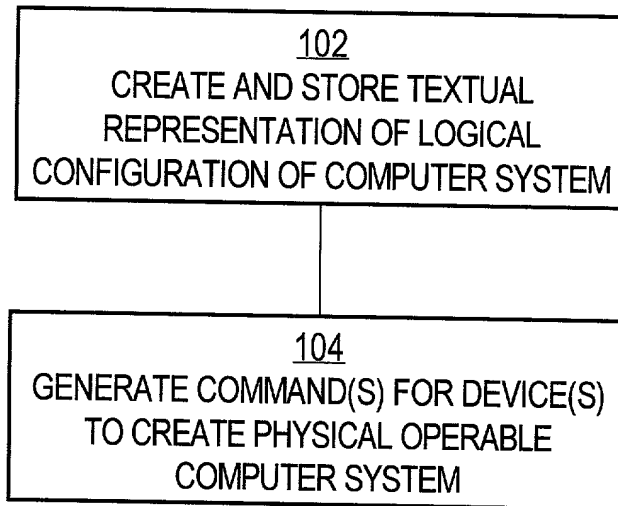 102
CREATE AND STORE TEXTUAL
REPRESENTATION OF LOGICAL
CONFIGURATION OF COMPUTER SYSTEM
104
GENERATE COMMAND(S) FOR DEVICE(S)
TO CREATE PHYSICAL OPERABLE
COMPUTER SYSTEM